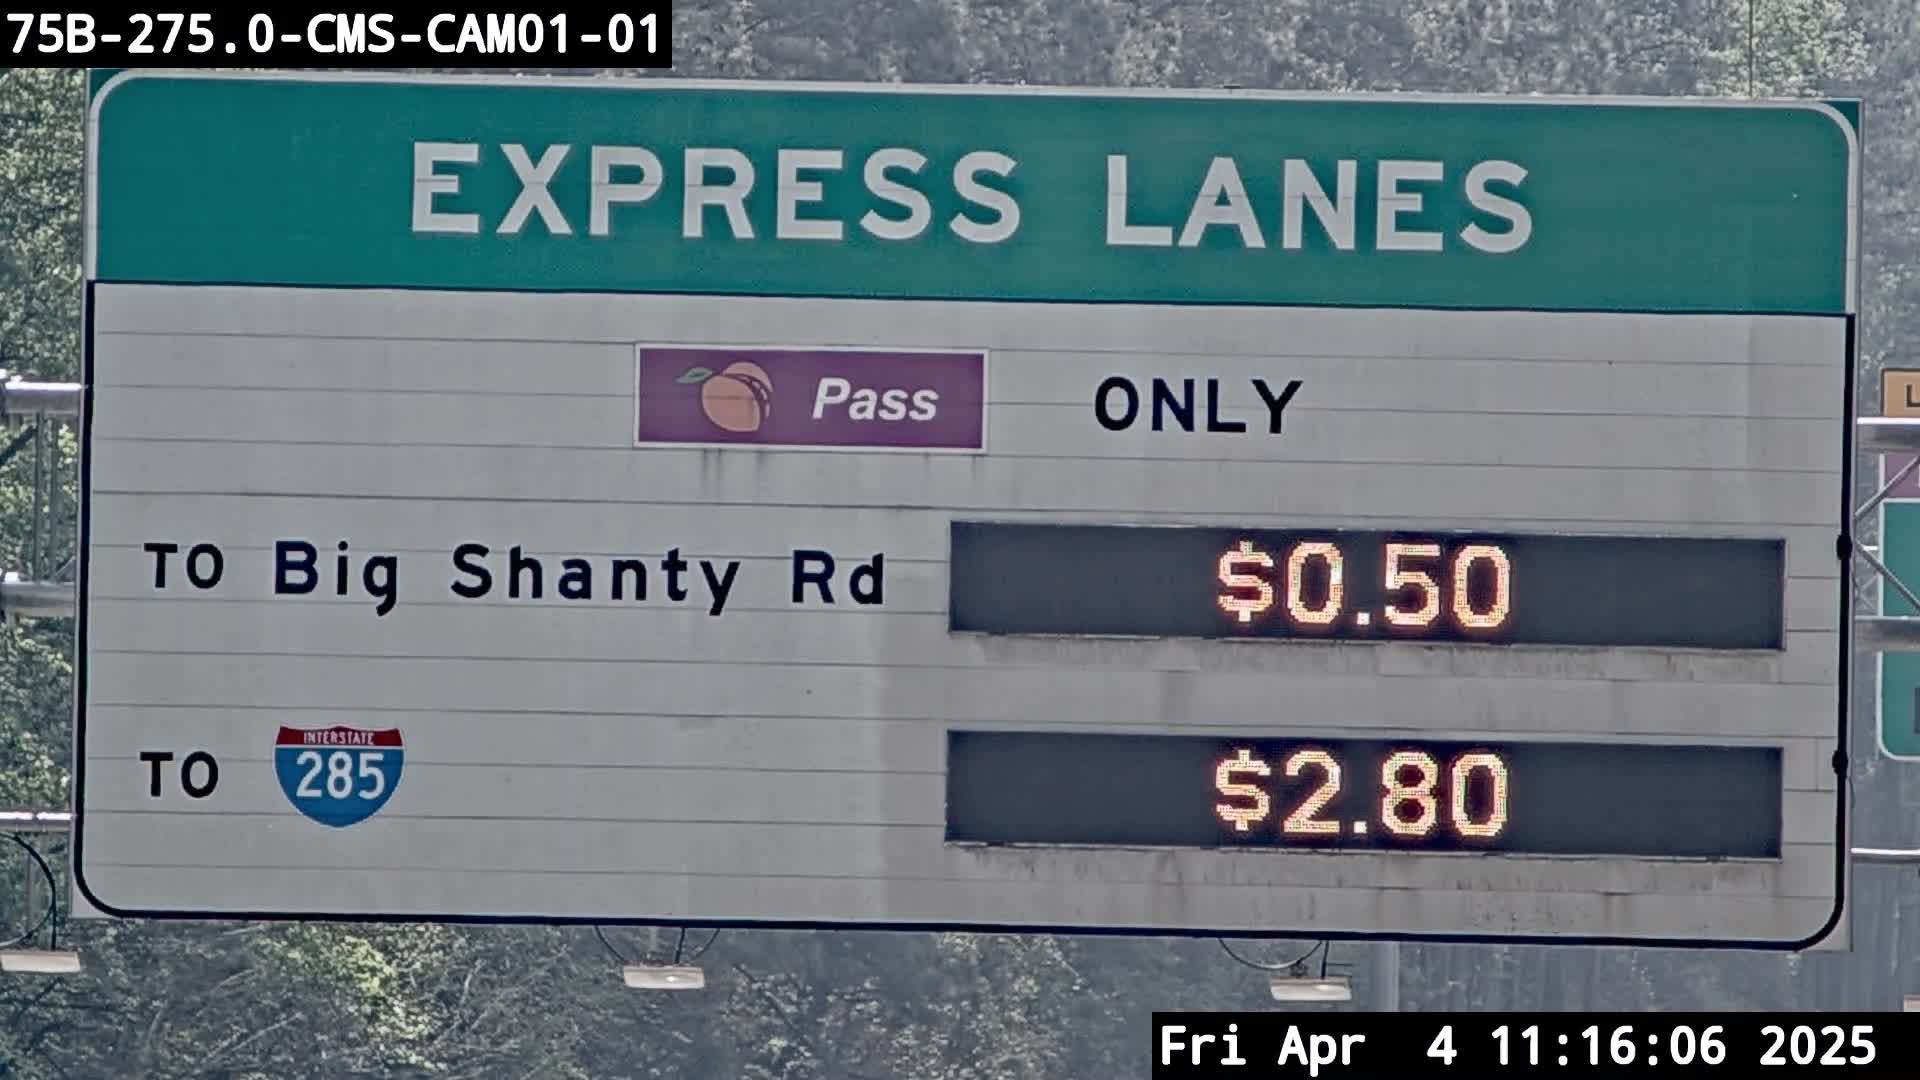 75B-275.0-CMS-CAM01-01
EXPRESS LANES
Pass ONLY
TO Big Shanty Rd $0.50
TO INTERSTATE 285 $2.80
Fri Apr 4 11:16:06 2025